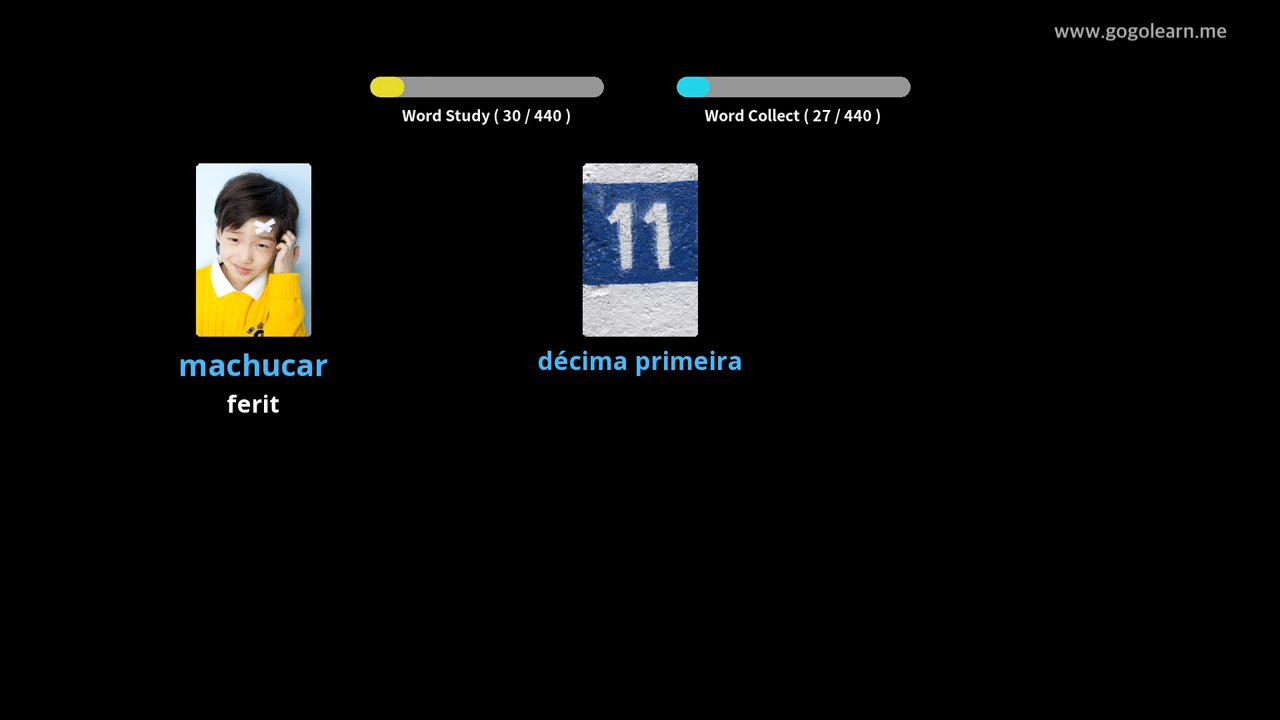 www.gogolearn.me
Word Study ( 30 / 440 )
Word Collect ( 27 / 440 )
11
machucar
ferit
décima primeira